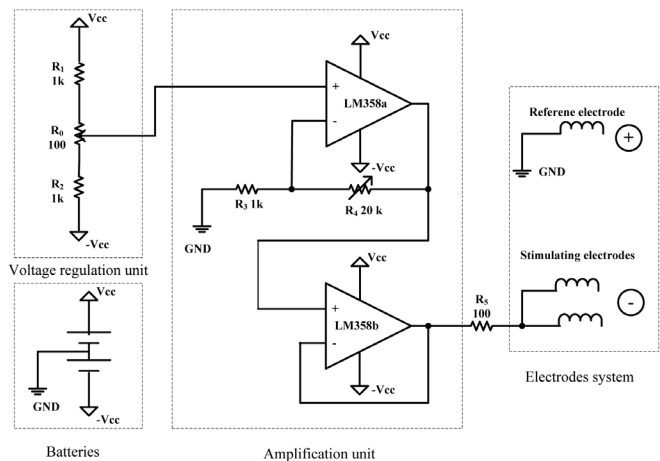 Vcc
R1
1k
R0
100
R2
1k
-Vcc
Voltage regulation unit
Vcc
GND
-Vcc
Batteries
Vcc
+
LM358a
-
-Vcc
R3 1k
R4 20 k
GND
Vcc
+
LM358b
-
-Vcc
Amplification unit
R5
100
Referene electrode
+
GND
Stimulating electrodes
-
Electrodes system